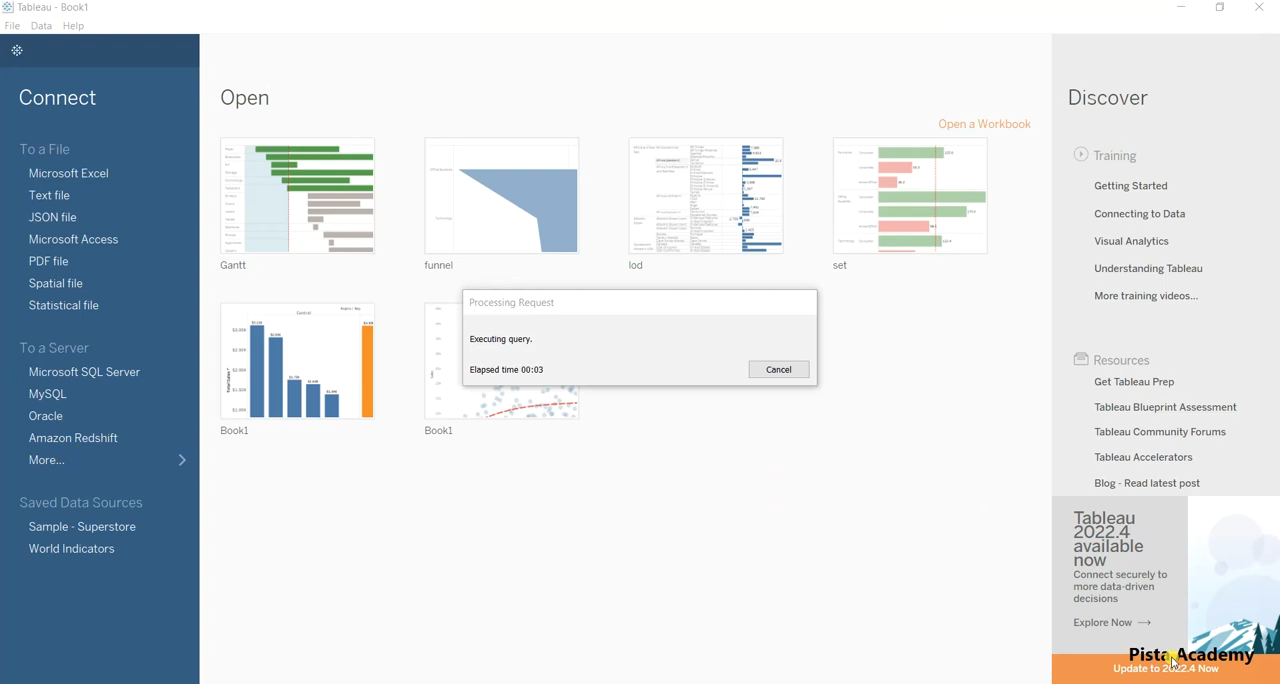 Tableau - Book1
File Data Help
Connect
To a File
Microsoft Excel
Text file
JSON file
Microsoft Access
PDF file
Spatial file
Statistical file
To a Server
Microsoft SQL Server
MySQL
Oracle
Amazon Redshift
More...
Saved Data Sources
Sample - Superstore
World Indicators
Open
Open a Workbook
Gantt
funnel
lod
set
Book1
Book1
Processing Request
Executing query.
Elapsed time 00:03
Cancel
Discover
Training
Getting Started
Connecting to Data
Visual Analytics
Understanding Tableau
More training videos...
Resources
Get Tableau Prep
Tableau Blueprint Assessment
Tableau Community Forums
Tableau Accelerators
Blog - Read latest post
Tableau
2022.4
available
now
Connect securely to
more data-driven
decisions
Explore Now →
Pista Academy
Update to 2022.4 Now